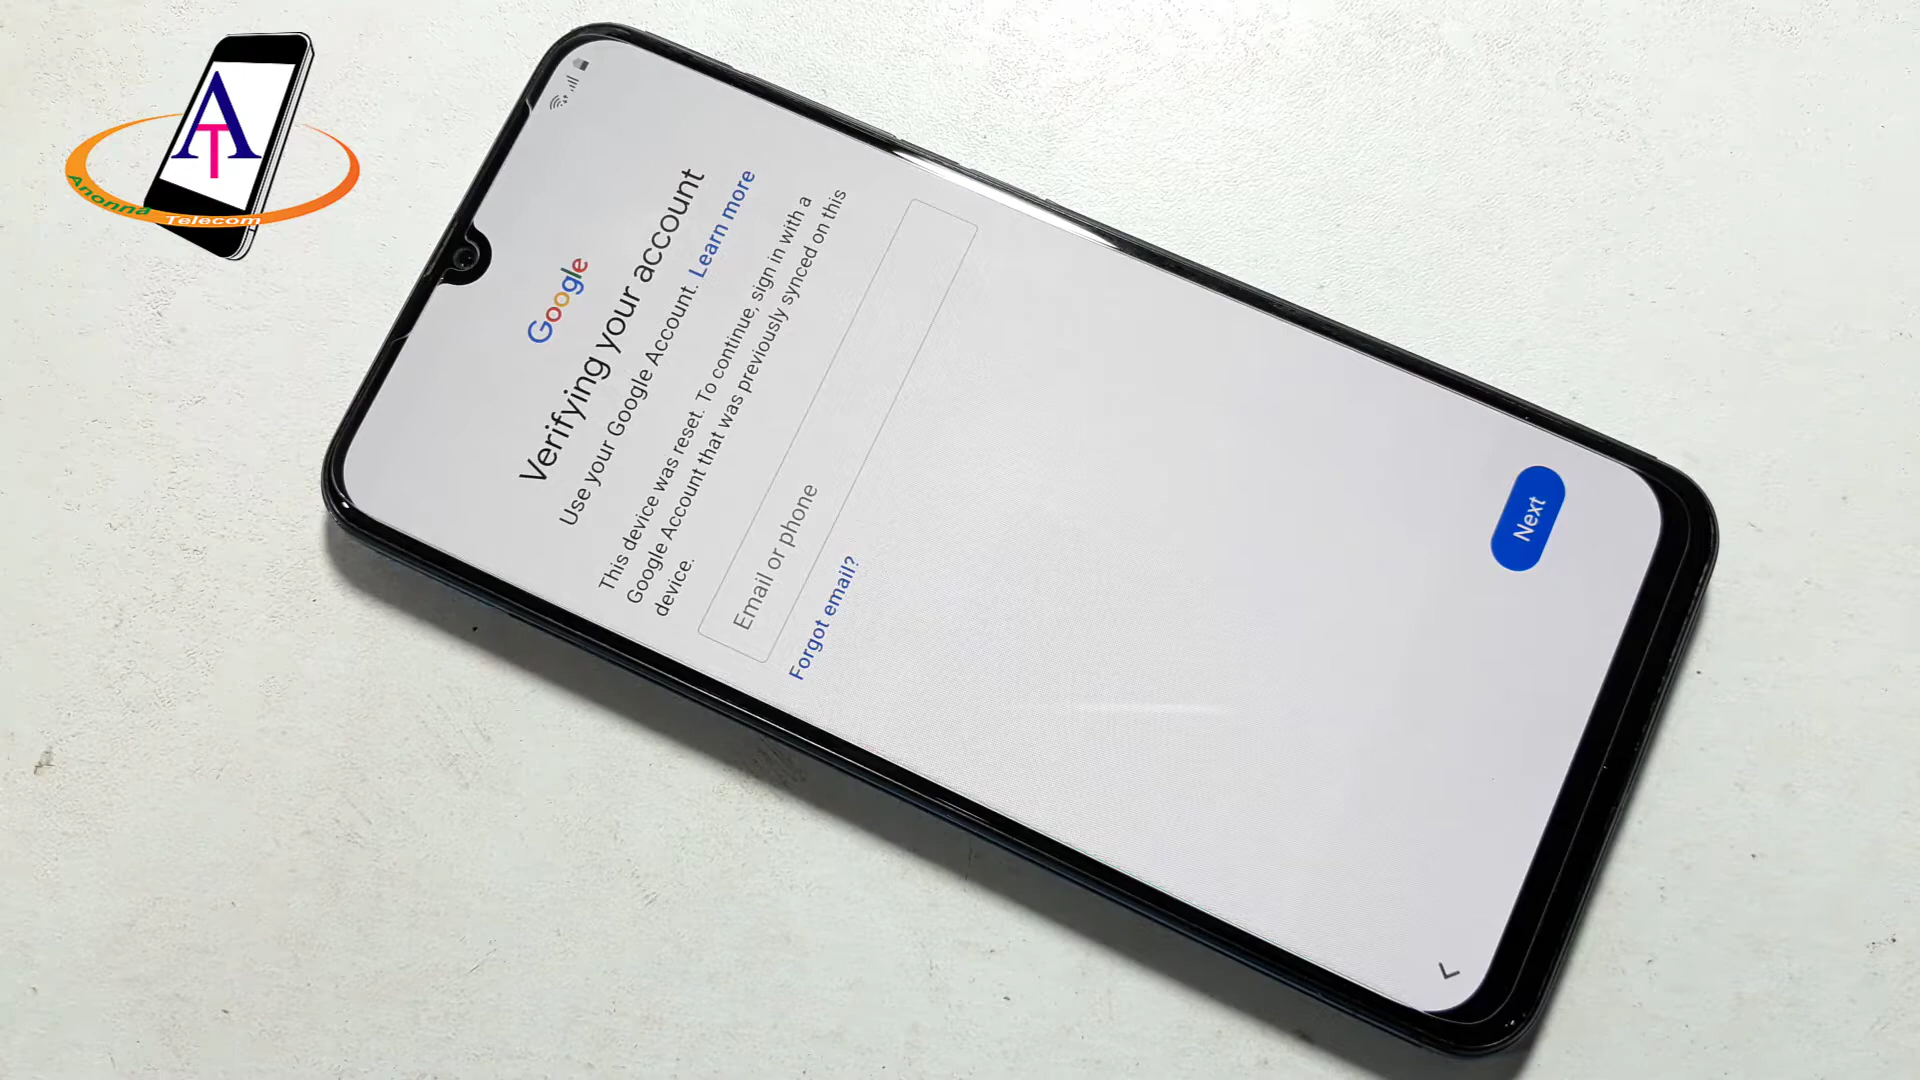 AT
Anonna Telecom
Google
Verifying your account
Use your Google Account. Learn more
This device was reset. To continue, sign in with a
Google Account that was previously synced on this
device.
Email or phone
Forgot email?
Next